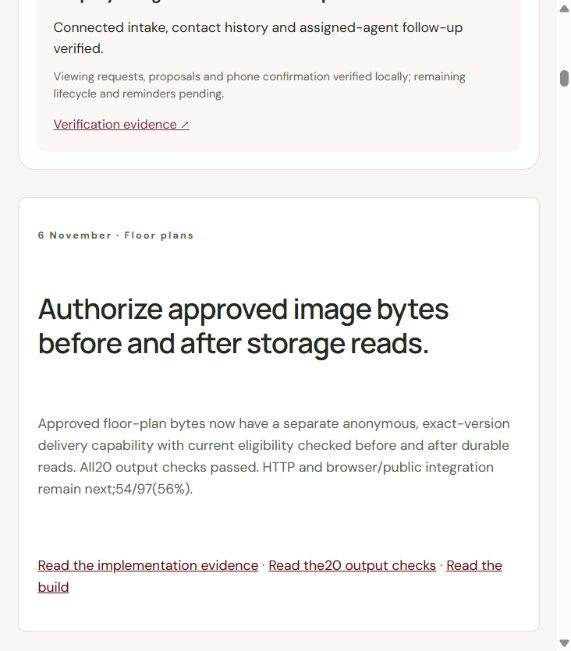 Connected intake, contact history and assigned-agent follow-up
verified.
Viewing requests, proposals and phone confirmation verified locally; remaining
lifecycle and reminders pending.
Verification evidence ↗
6 November · Floor plans
Authorize approved image bytes
before and after storage reads.
Approved floor-plan bytes now have a separate anonymous, exact-version
delivery capability with current eligibility checked before and after durable
reads. All20 output checks passed. HTTP and browser/public integration
remain next;54/97(56%).
Read the implementation evidence · Read the20 output checks · Read the
build